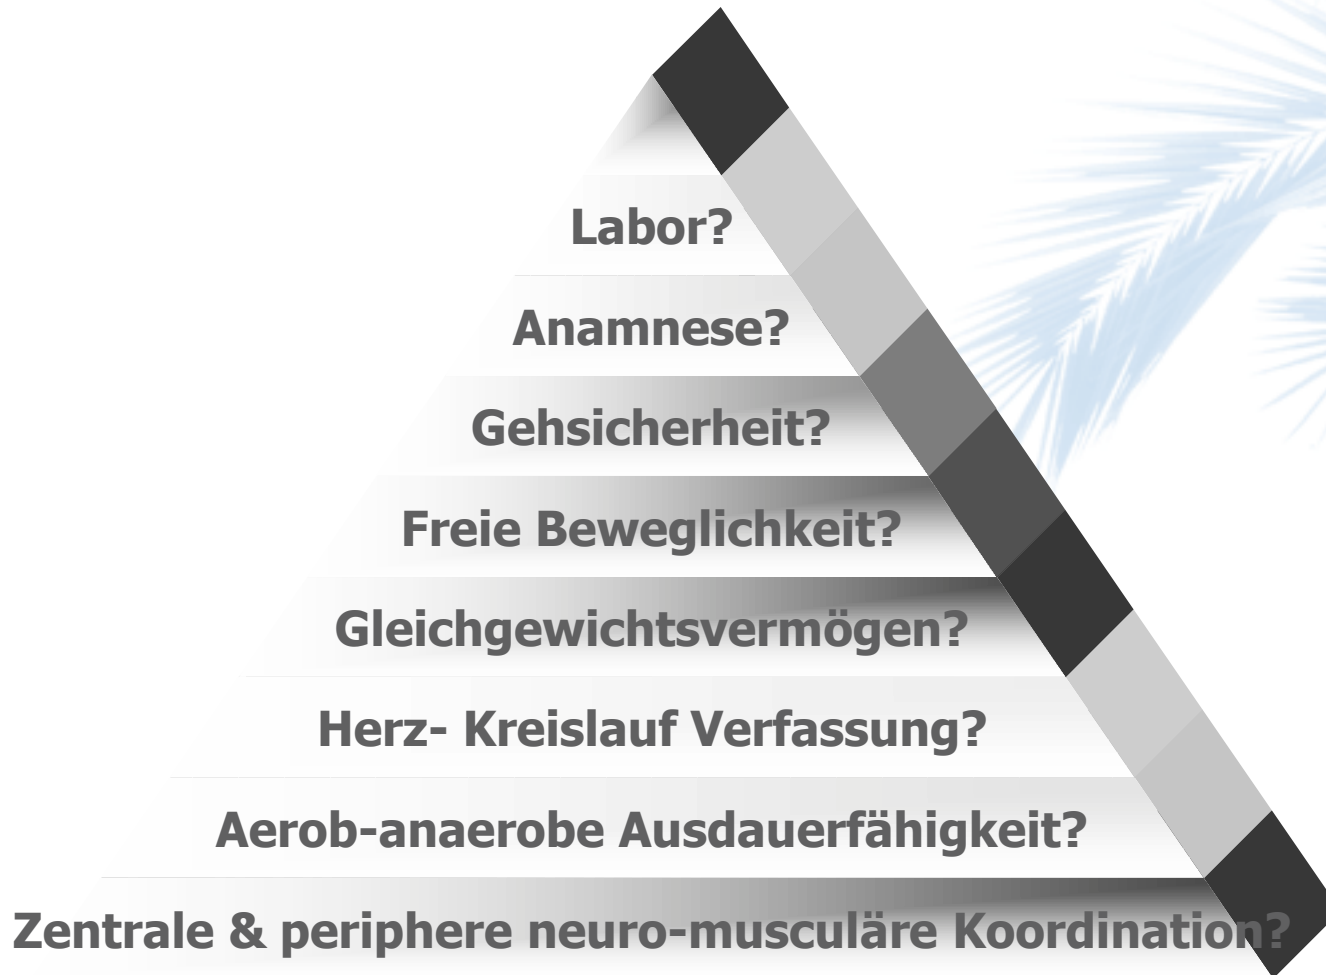 Labor?
Anamnese?
Gehsicherheit?
Freie Beweglichkeit?
Gleichgewichtsvermögen?
Herz- Kreislauf Verfassung?
Aerob-anaerobe Ausdauerfähigkeit?
Zentrale & periphere neuro-musculäre Koordination?